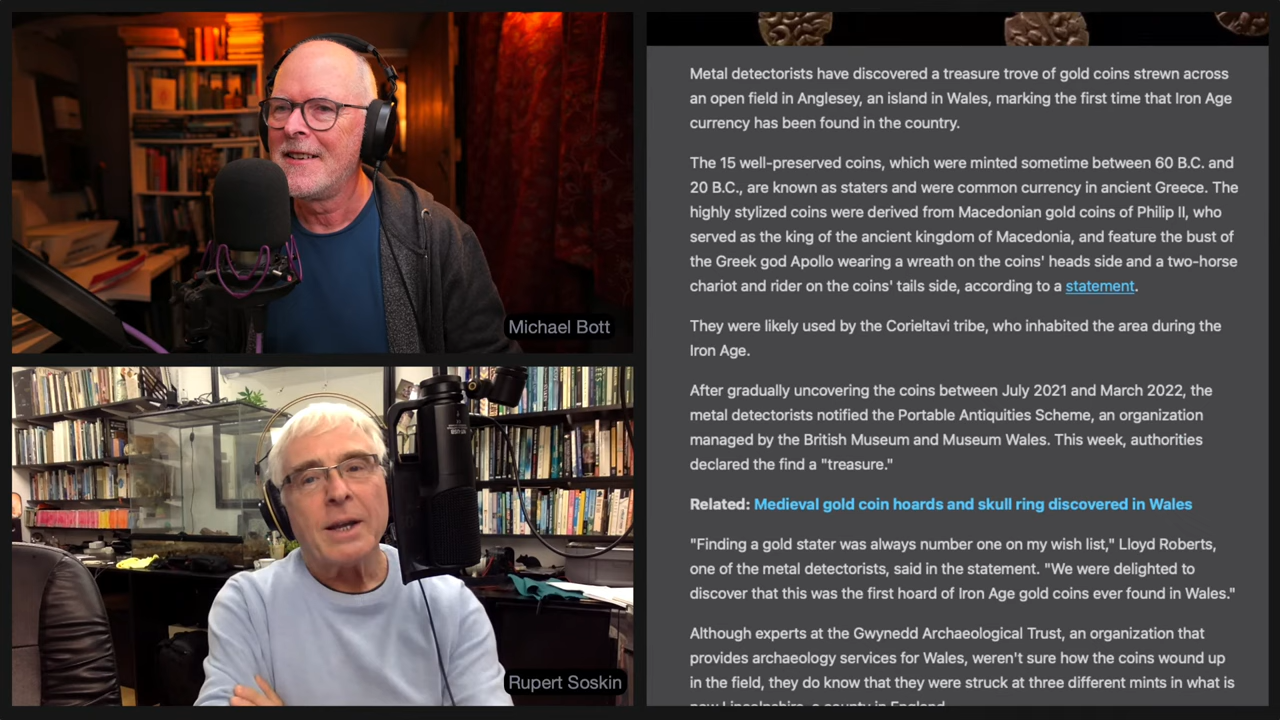 Michael Bott
Rupert Soskin
Metal detectorists have discovered a treasure trove of gold coins strewn across
an open field in Anglesey, an island in Wales, marking the first time that Iron Age
currency has been found in the country.
The 15 well-preserved coins, which were minted sometime between 60 B.C. and
20 B.C., are known as staters and were common currency in ancient Greece. The
highly stylized coins were derived from Macedonian gold coins of Philip II, who
served as the king of the ancient kingdom of Macedonia, and feature the bust of
the Greek god Apollo wearing a wreath on the coins' heads side and a two-horse
chariot and rider on the coins' tails side, according to a statement.
They were likely used by the Corieltavi tribe, who inhabited the area during the
Iron Age.
After gradually uncovering the coins between July 2021 and March 2022, the
metal detectorists notified the Portable Antiquities Scheme, an organization
managed by the British Museum and Museum Wales. This week, authorities
declared the find a "treasure."
Related: Medieval gold coin hoards and skull ring discovered in Wales
"Finding a gold stater was always number one on my wish list," Lloyd Roberts,
one of the metal detectorists, said in the statement. "We were delighted to
discover that this was the first hoard of Iron Age gold coins ever found in Wales."
Although experts at the Gwynedd Archaeological Trust, an organization that
provides archaeology services for Wales, weren't sure how the coins wound up
in the field, they do know that they were struck at three different mints in what is
now Lincolnshire, a county in England.